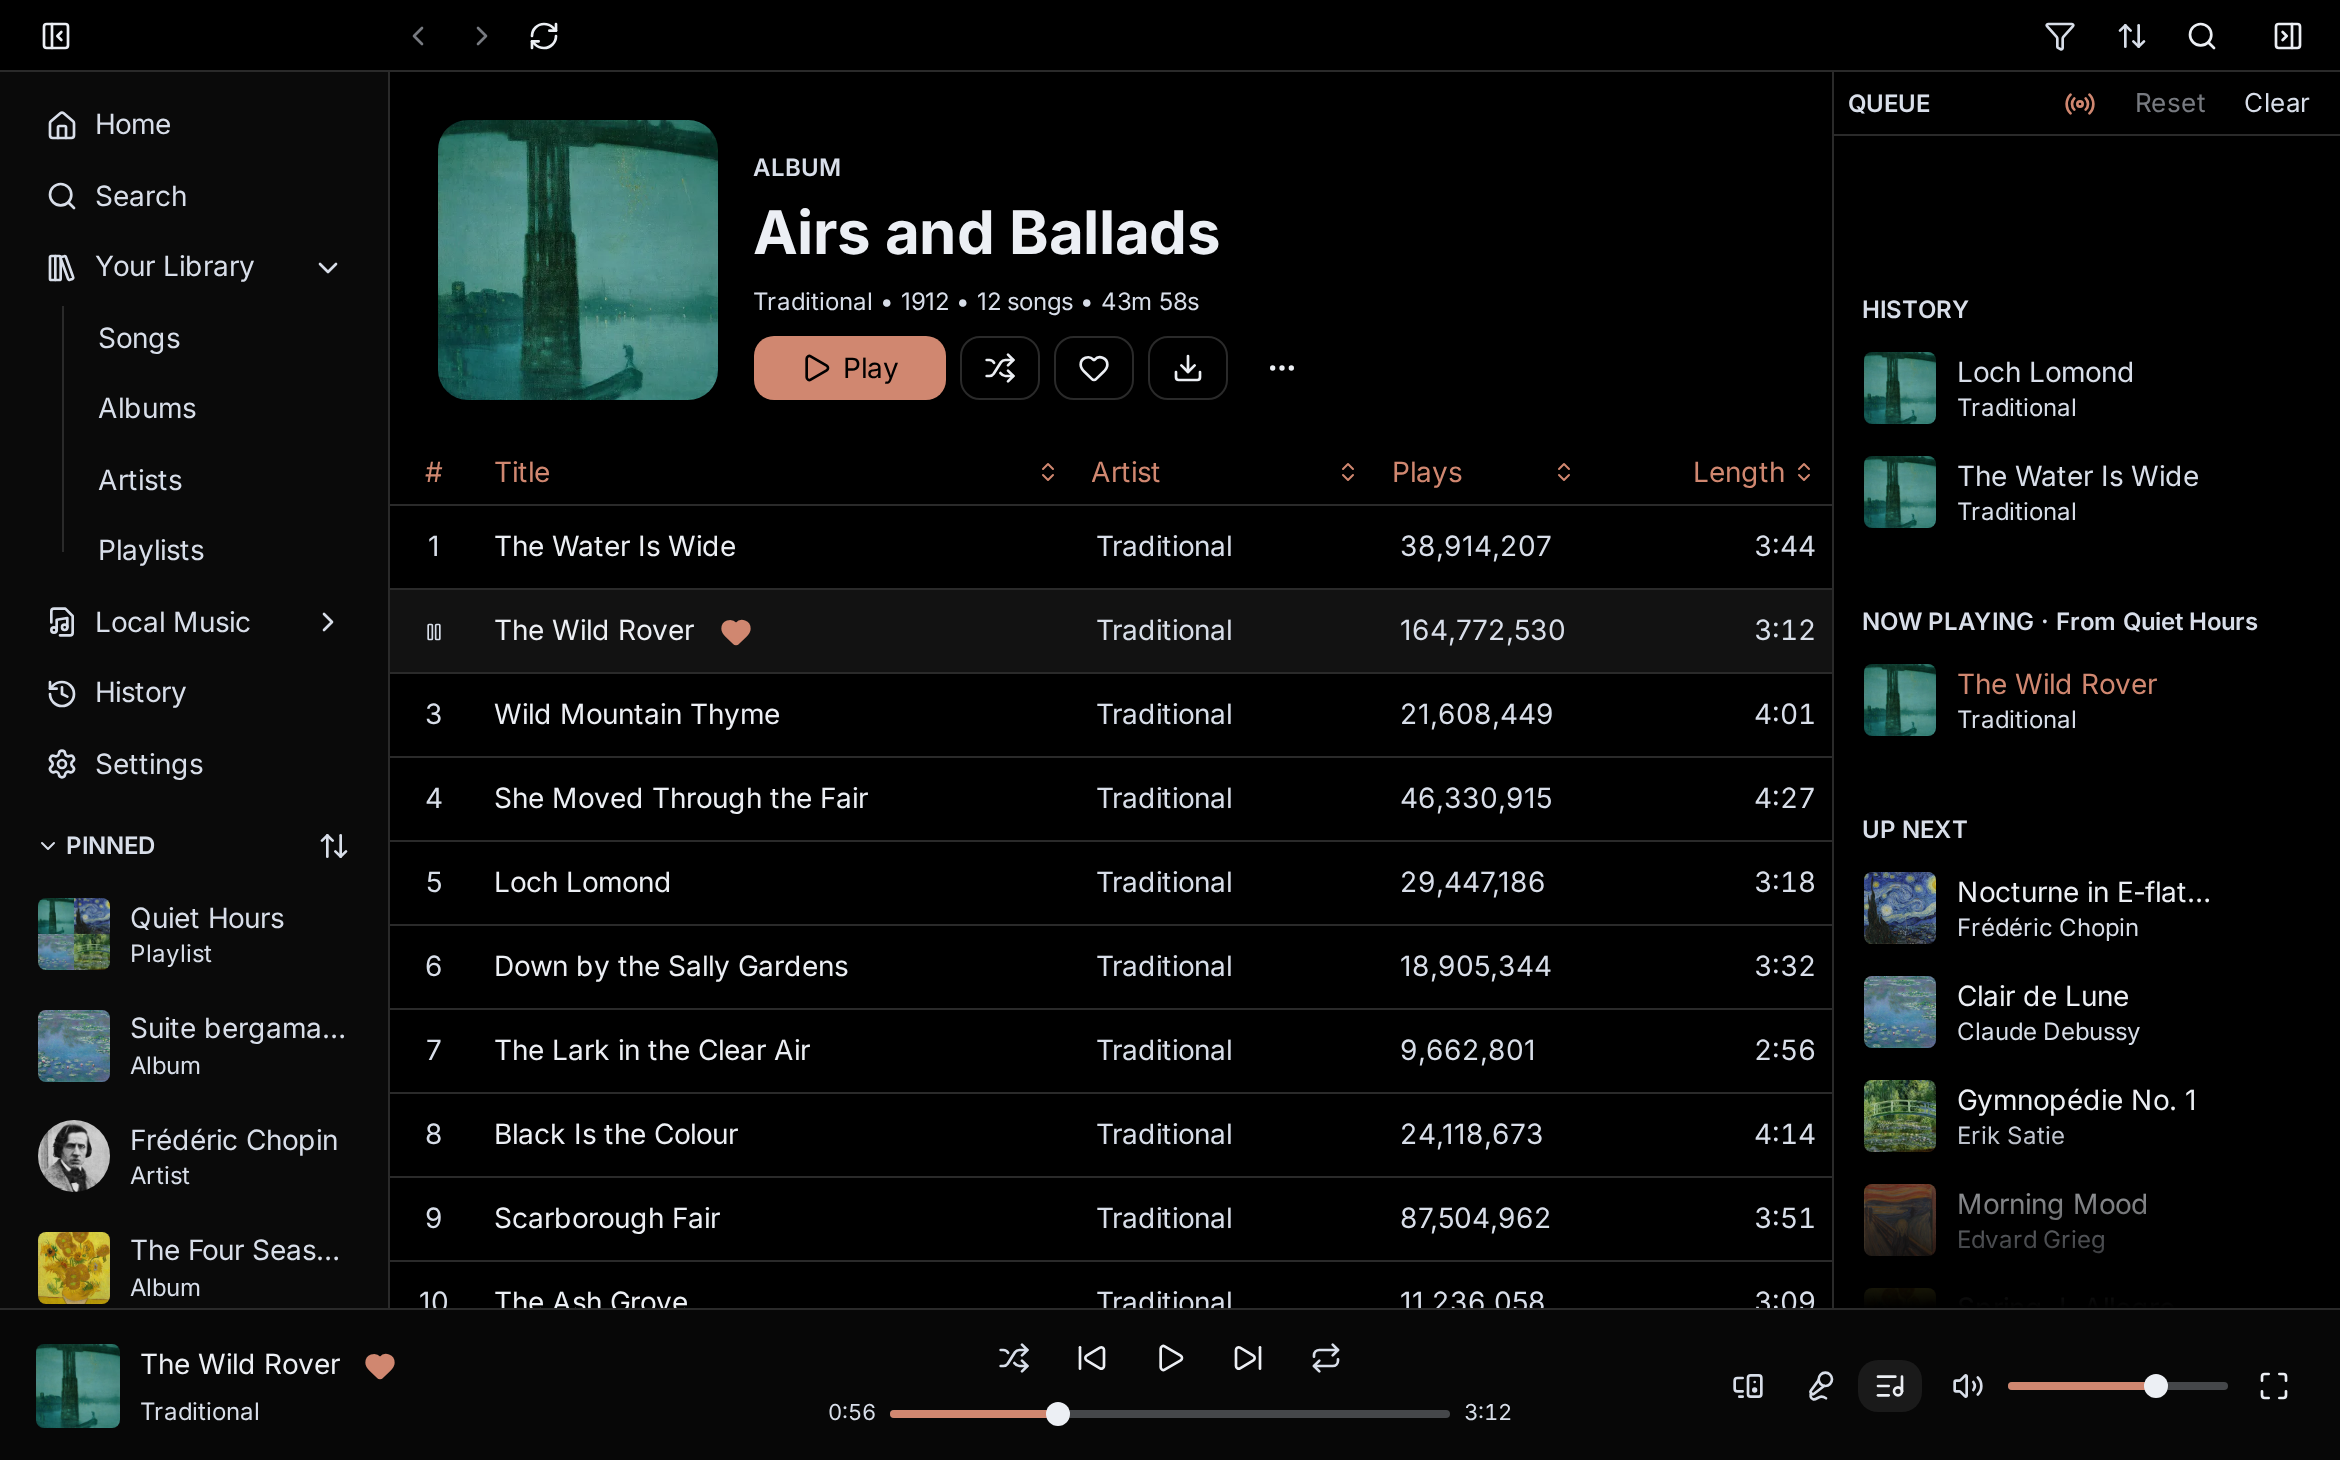 Home
Search
Your Library
Songs
Albums
Artists
Playlists
Local Music
History
Settings
PINNED
Quiet Hours
Playlist
Suite bergama...
Album
Frédéric Chopin
Artist
The Four Seas...
Album
ALBUM
Airs and Ballads
Traditional • 1912 • 12 songs • 43m 58s
Play
# Title Artist Plays Length
1 The Water Is Wide Traditional 38,914,207 3:44
The Wild Rover Traditional 164,772,530 3:12
3 Wild Mountain Thyme Traditional 21,608,449 4:01
4 She Moved Through the Fair Traditional 46,330,915 4:27
5 Loch Lomond Traditional 29,447,186 3:18
6 Down by the Sally Gardens Traditional 18,905,344 3:32
7 The Lark in the Clear Air Traditional 9,662,801 2:56
8 Black Is the Colour Traditional 24,118,673 4:14
9 Scarborough Fair Traditional 87,504,962 3:51
10 The Ash Grove Traditional 11,236,058 3:09
QUEUE Reset Clear
HISTORY
Loch Lomond
Traditional
The Water Is Wide
Traditional
NOW PLAYING · From Quiet Hours
The Wild Rover
Traditional
UP NEXT
Nocturne in E-flat...
Frédéric Chopin
Clair de Lune
Claude Debussy
Gymnopédie No. 1
Erik Satie
Morning Mood
Edvard Grieg
The Wild Rover
Traditional
0:56 3:12